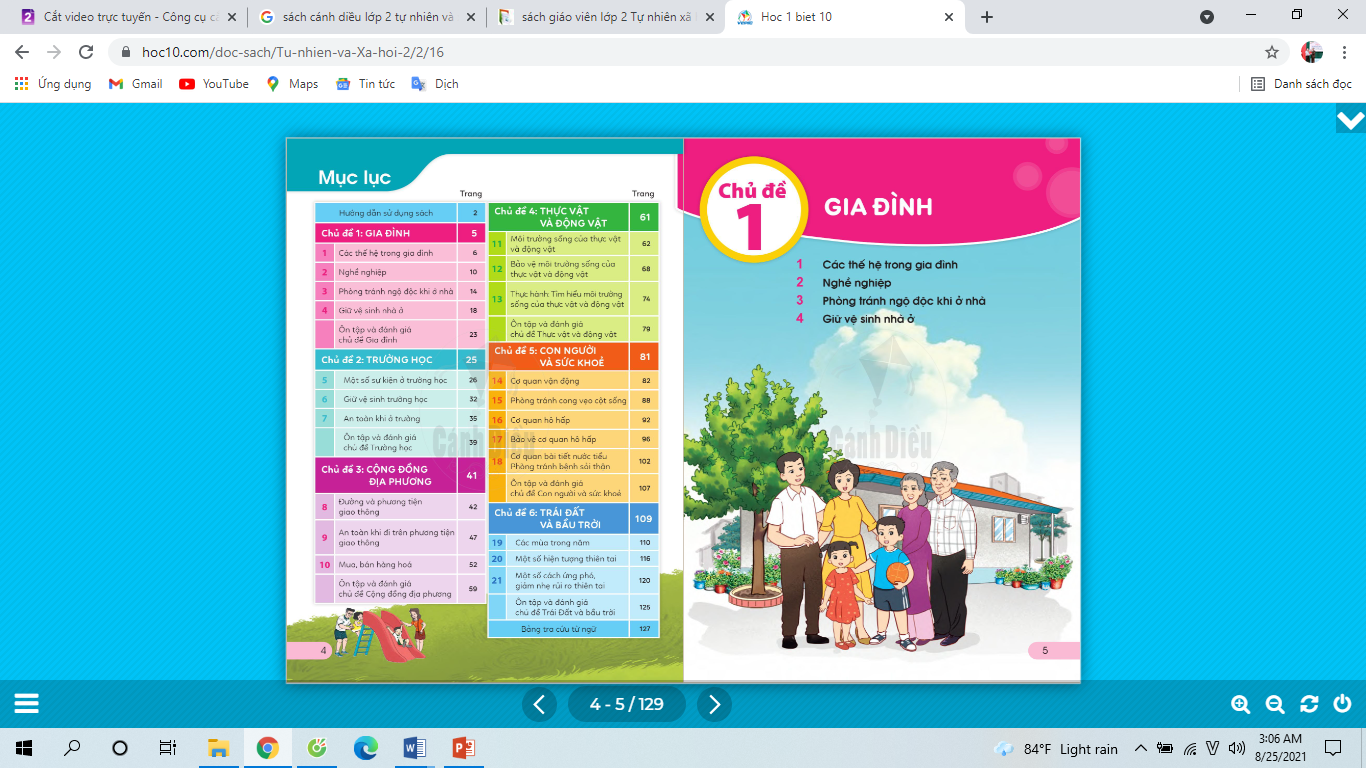 Cắt video trực tuyến - Công cụ cắ
sách cánh diều lớp 2 tự nhiên và
sách giáo viên lớp 2 Tự nhiên xã
Hoc 1 biet 10
hoc10.com/doc-sach/Tu-nhien-va-Xa-hoi-2/2/16
Ứng dụng
Gmail
YouTube
Maps
Tin tức
Dịch
Danh sách đọc
Mục lục
Trang
Hướng dẫn sử dụng sách 2
Chủ đề 1: GIA ĐÌNH 5
1 Các thế hệ trong gia đình 6
2 Nghề nghiệp 10
3 Phòng tránh ngộ độc khi ở nhà 14
4 Giữ vệ sinh nhà ở 18
Ôn tập và đánh giá
chủ đề Gia đình 23
Chủ đề 2: TRƯỜNG HỌC 25
5 Một số sự kiện ở trường học 26
6 Giữ vệ sinh trường học 32
7 An toàn khi ở trường 35
Ôn tập và đánh giá
chủ đề Trường học 39
Chủ đề 3: CỘNG ĐỒNG
ĐỊA PHƯƠNG 41
8 Đường và phương tiện
giao thông 42
9 An toàn khi đi trên phương tiện
giao thông 47
10 Mua, bán hàng hoá 52
Ôn tập và đánh giá
chủ đề Cộng đồng địa phương 59
Trang
Chủ đề 4: THỰC VẬT
VÀ ĐỘNG VẬT 61
11 Môi trường sống của thực vật
và động vật 62
12 Bảo vệ môi trường sống của
thực vật và động vật 68
13 Thực hành: Tìm hiểu môi trường
sống của thực vật và động vật 74
Ôn tập và đánh giá
chủ đề Thực vật và động vật 79
Chủ đề 5: CON NGƯỜI
VÀ SỨC KHOẺ 81
14 Cơ quan vận động 82
15 Phòng tránh cong vẹo cột sống 88
16 Cơ quan hô hấp 92
17 Bảo vệ cơ quan hô hấp 96
18 Cơ quan bài tiết nước tiểu
Phòng tránh bệnh sỏi thận 102
Ôn tập và đánh giá
chủ đề Con người và sức khoẻ 107
Chủ đề 6: TRÁI ĐẤT
VÀ BẦU TRỜI 109
19 Các mùa trong năm 110
20 Một số hiện tượng thiên tai 116
21 Một số cách ứng phó,
giảm nhẹ rủi ro thiên tai 120
Ôn tập và đánh giá
chủ đề Trái Đất và bầu trời 125
Bảng tra cứu từ ngữ 127
Cánh Diều
4
Chủ đề
1
GIA ĐÌNH
1 Các thế hệ trong gia đình
2 Nghề nghiệp
3 Phòng tránh ngộ độc khi ở nhà
4 Giữ vệ sinh nhà ở
Cánh Diều
5
4 - 5 / 129
84°F Light rain
3:06 AM
8/25/2021